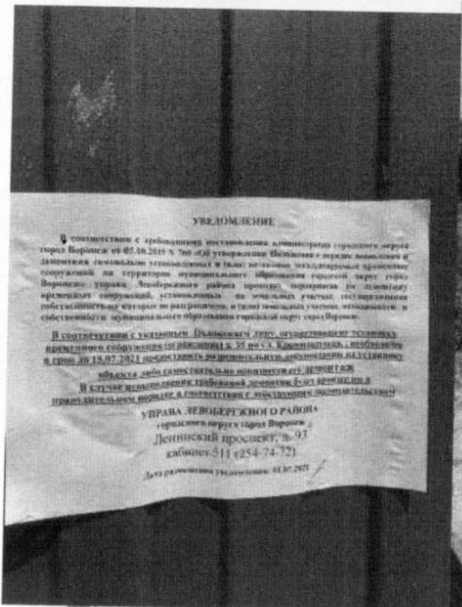 УВЕДОМЛЕНИЕ
В соответствии с требованиями постановления администрации городского округа
город Воронеж от 05.10.2015 № 760 «Об утверждении Положения о порядке выявления и
демонтажа самовольно установленных и (или) незаконно эксплуатируемых временных
сооружений на территории муниципального образования городской округ город
Воронеж» управа Левобережного района проводит мероприятия по демонтажу
временных сооружений, установленных на земельных участках, государственная
собственность на которые не разграничена, и (или) земельных участках, находящихся в
собственности муниципального образования городской округ город Воронеж.
В соответствии с указанным Положением лицу, осуществившему установку
временного сооружения (ограждения) 35 по ул. необходимо
в срок до 15.07.2021 предоставить разрешительную документацию на установку
объекта либо самостоятельно произвести его демонтаж
В случае неисполнения требований демонтаж будет произведен в
принудительном порядке в соответствии с действующим законодательством
УПРАВА ЛЕВОБЕРЕЖНОГО РАЙОНА
городского округа город Воронеж
Ленинский проспект, д. 93
кабинет 511 (254-74-72)
Дата размещения уведомления: 01.07.2021